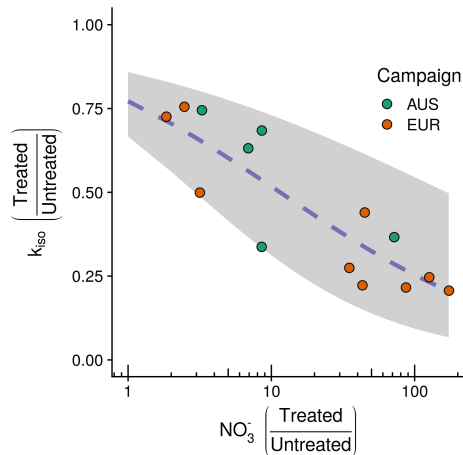 1.00
0.75
0.50
0.25
0.00
1
10
100
Campaign
AUS
EUR
k_iso (Treated/Untreated)
NO₃⁻ (Treated/Untreated)